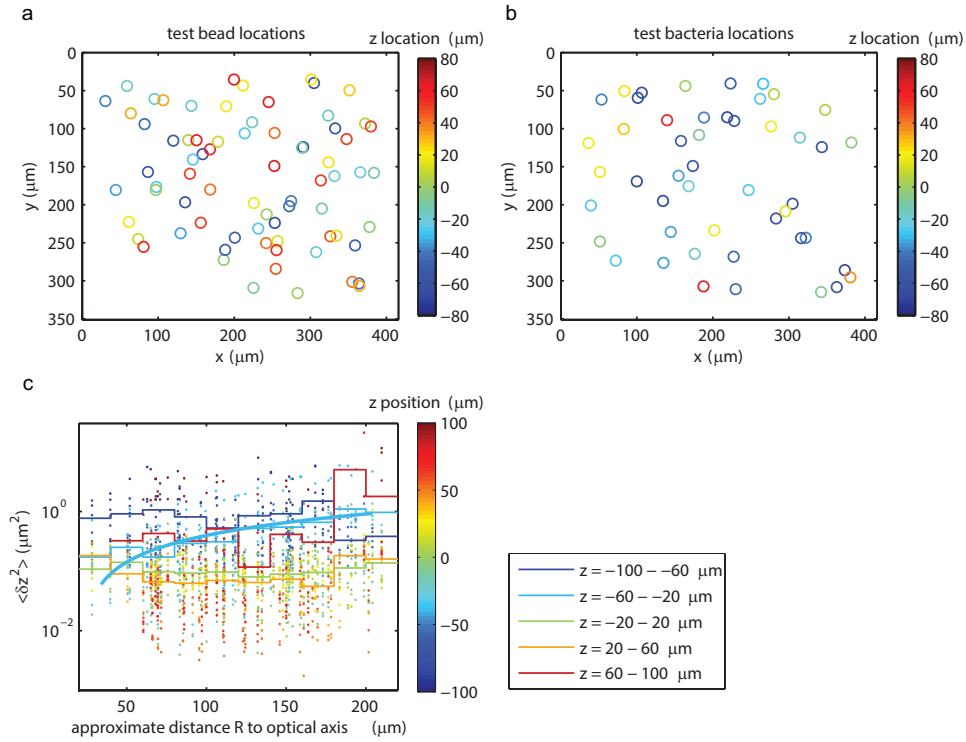 a
test bead locations
z location (μm)
0
50
100
150
200
250
300
350
y (μm)
0
100
200
300
400
x (μm)
80
60
40
20
0
−20
−40
−60
−80
b
test bacteria locations
z location (μm)
0
50
100
150
200
250
300
350
y (μm)
0
100
200
300
400
x (μm)
80
60
40
20
0
−20
−40
−60
−80
c
z position (μm)
100
50
0
−50
−100
<δz²> (μm²)
10⁰
10⁻²
50
100
150
200
approximate distance R to optical axis (μm)
z = −100 – −60 μm
z = −60 – −20 μm
z = −20 – 20 μm
z = 20 – 60 μm
z = 60 – 100 μm